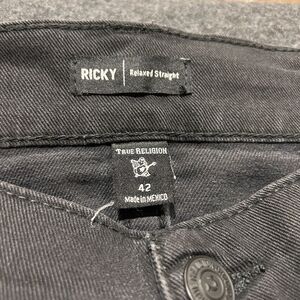 RICKY | Relaxed Straight
TRUE RELIGION
42
MADE IN MEXICO